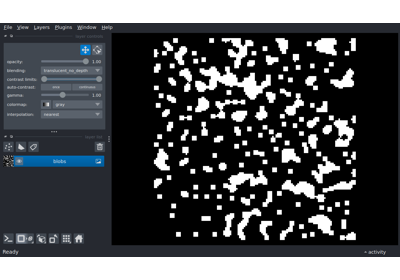 File View Layers Plugins Window Help
opacity: 1.00
blending: translucent_no_depth
contrast limits:
auto-contrast: once continuous
gamma: 1.00
colormap: gray
interpolation: nearest
blobs
Ready activity